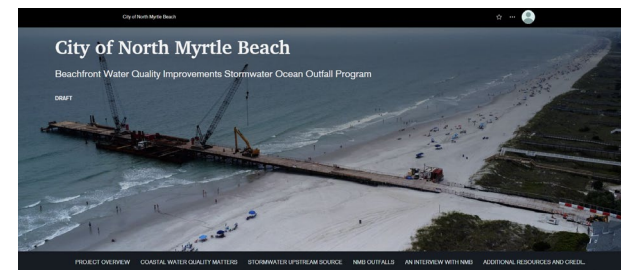 City of North Myrtle Beach
City of North Myrtle Beach
Beachfront Water Quality Improvements Stormwater Ocean Outfall Program
DRAFT
PROJECT OVERVIEW COASTAL WATER QUALITY MATTERS STORMWATER UPSTREAM SOURCE NMB OUTFALLS AN INTERVIEW WITH NMB ADDITIONAL RESOURCES AND CREDI...